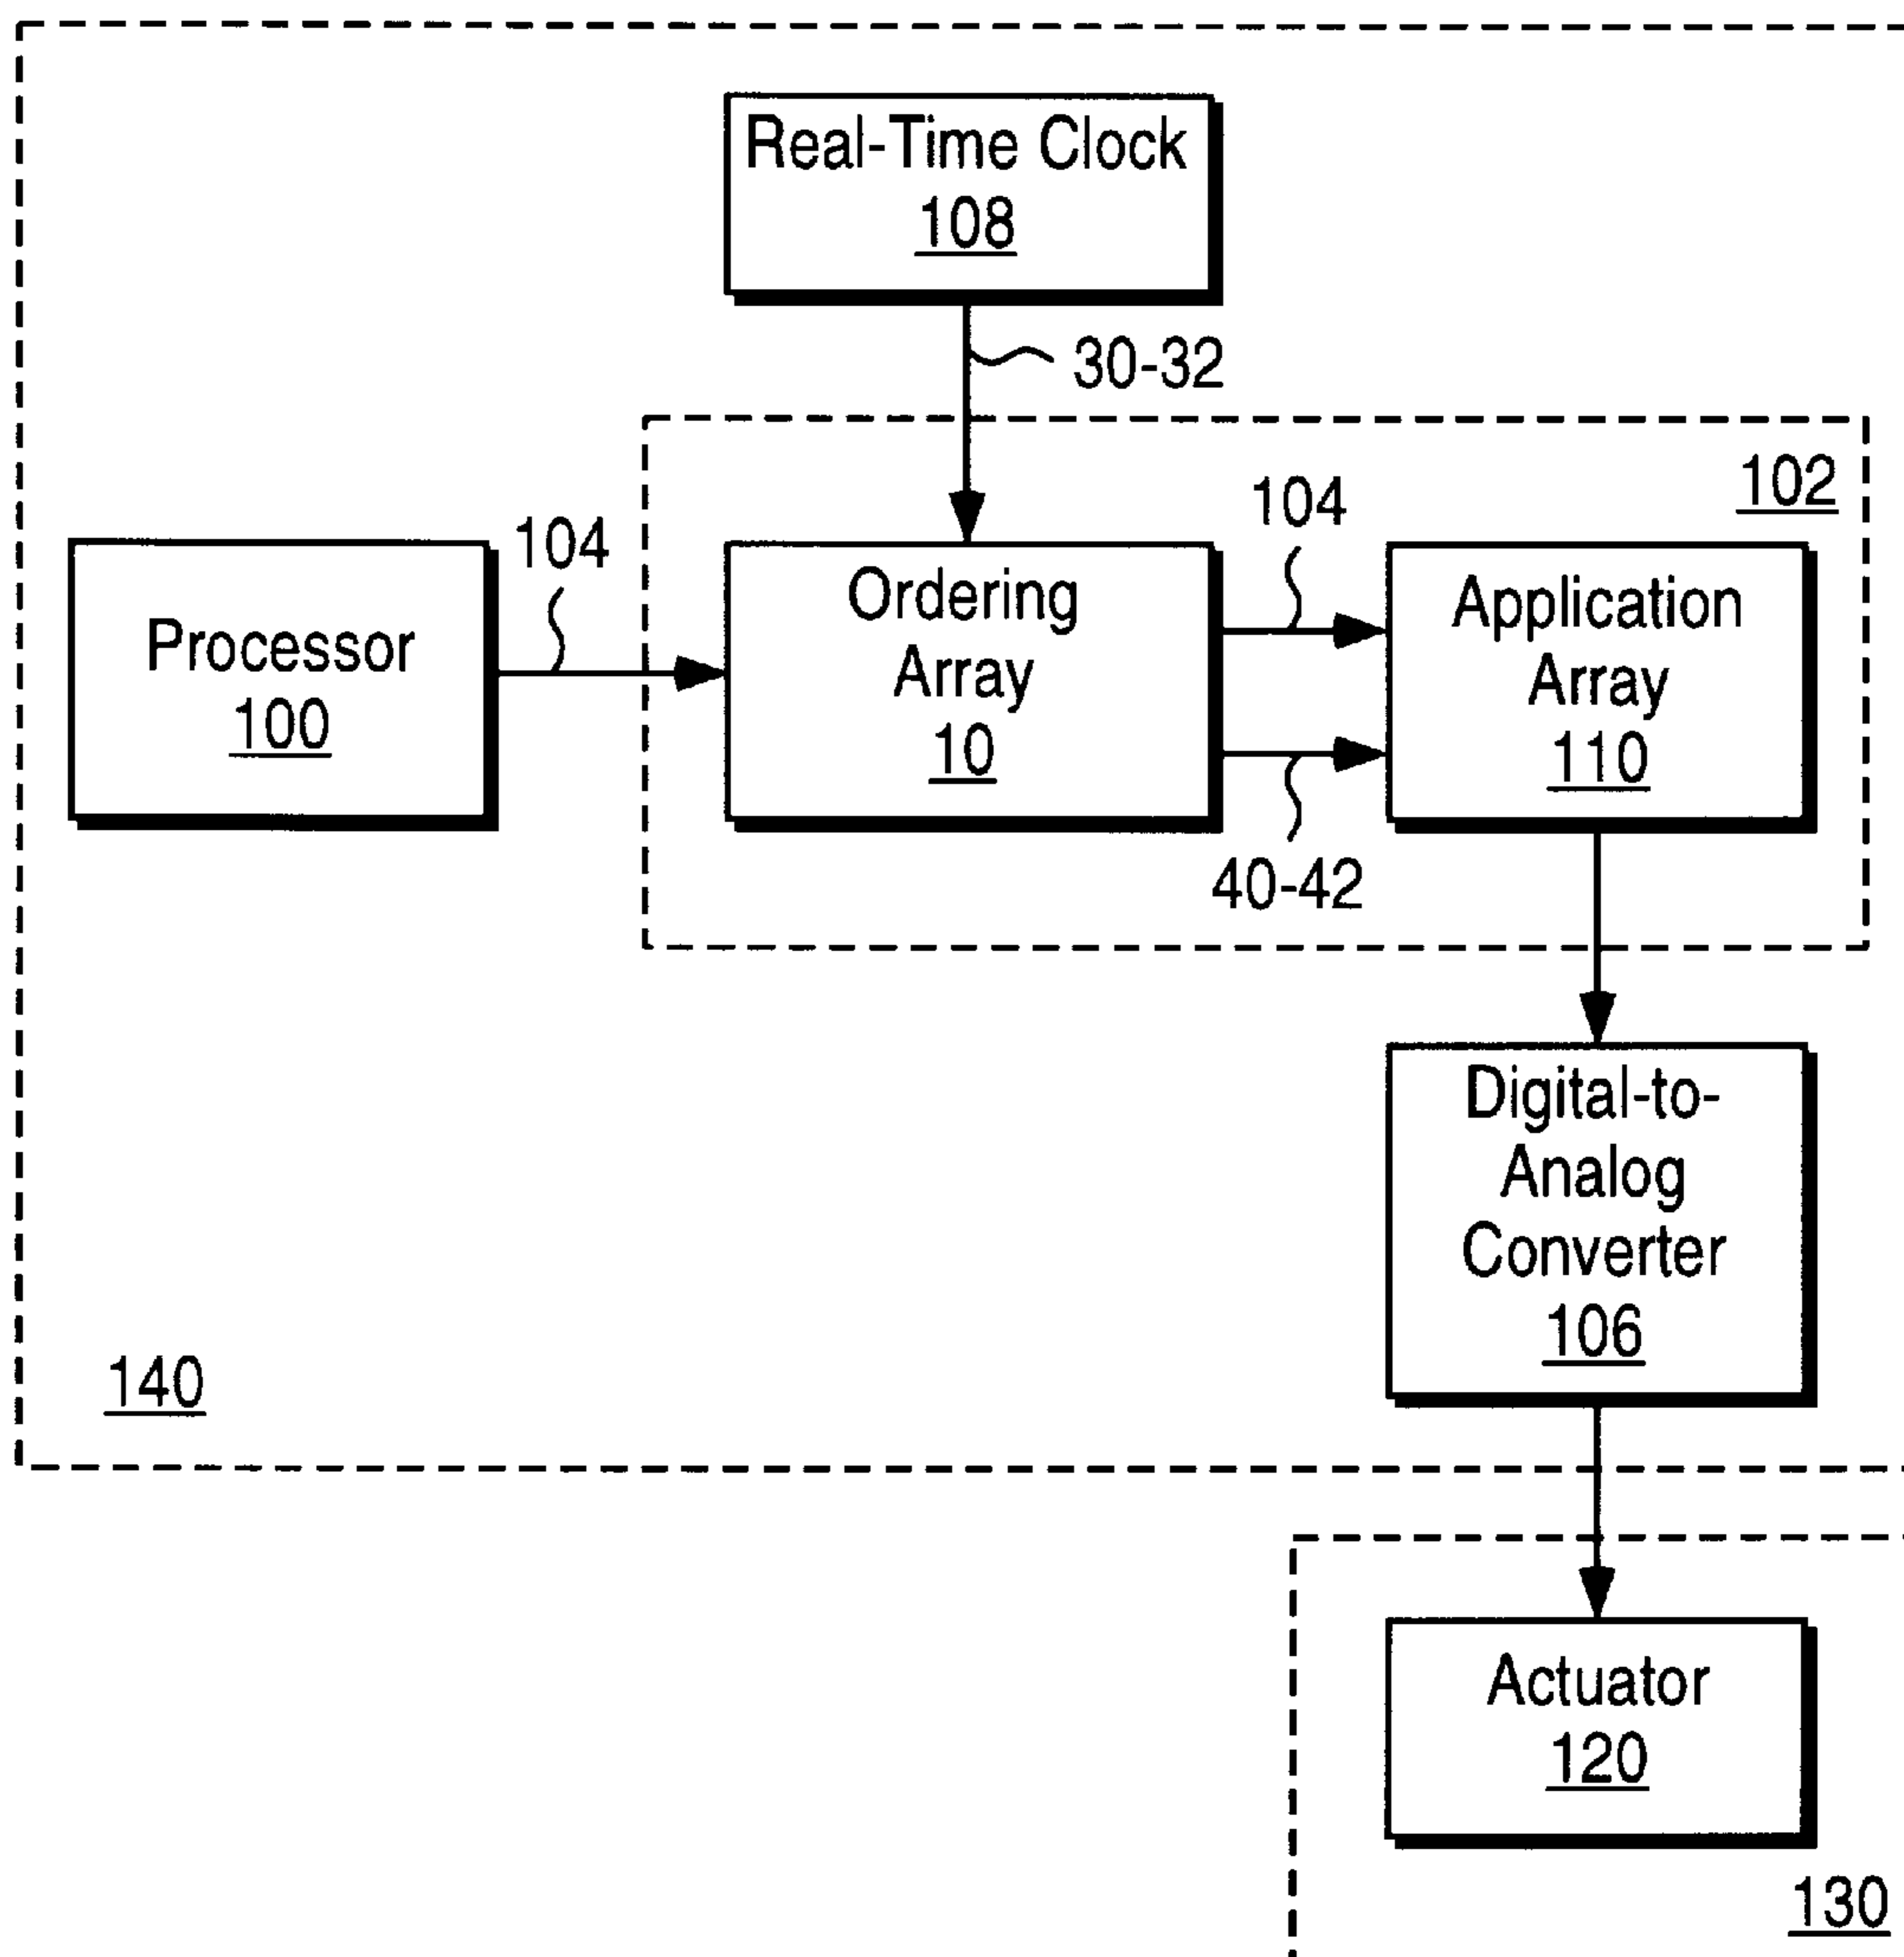 Real-Time Clock
108
30-32
102
104
104
Processor
100
Ordering
Array
10
Application
Array
110
40-42
Digital-to-
Analog
Converter
106
140
Actuator
120
130